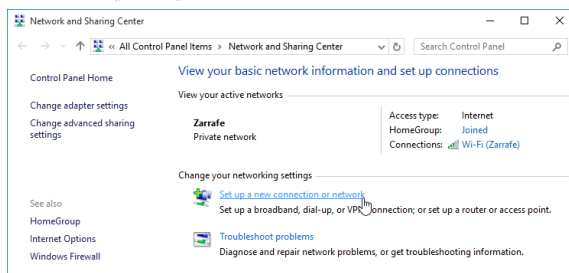 Network and Sharing Center
« All Control Panel Items > Network and Sharing Center
Search Control Panel
Control Panel Home
Change adapter settings
Change advanced sharing
settings
See also
HomeGroup
Internet Options
Windows Firewall
View your basic network information and set up connections
View your active networks
Zarrafe
Private network
Access type: Internet
HomeGroup: Joined
Connections: Wi-Fi (Zarrafe)
Change your networking settings
Set up a new connection or network
Set up a broadband, dial-up, or VPN connection; or set up a router or access point.
Troubleshoot problems
Diagnose and repair network problems, or get troubleshooting information.